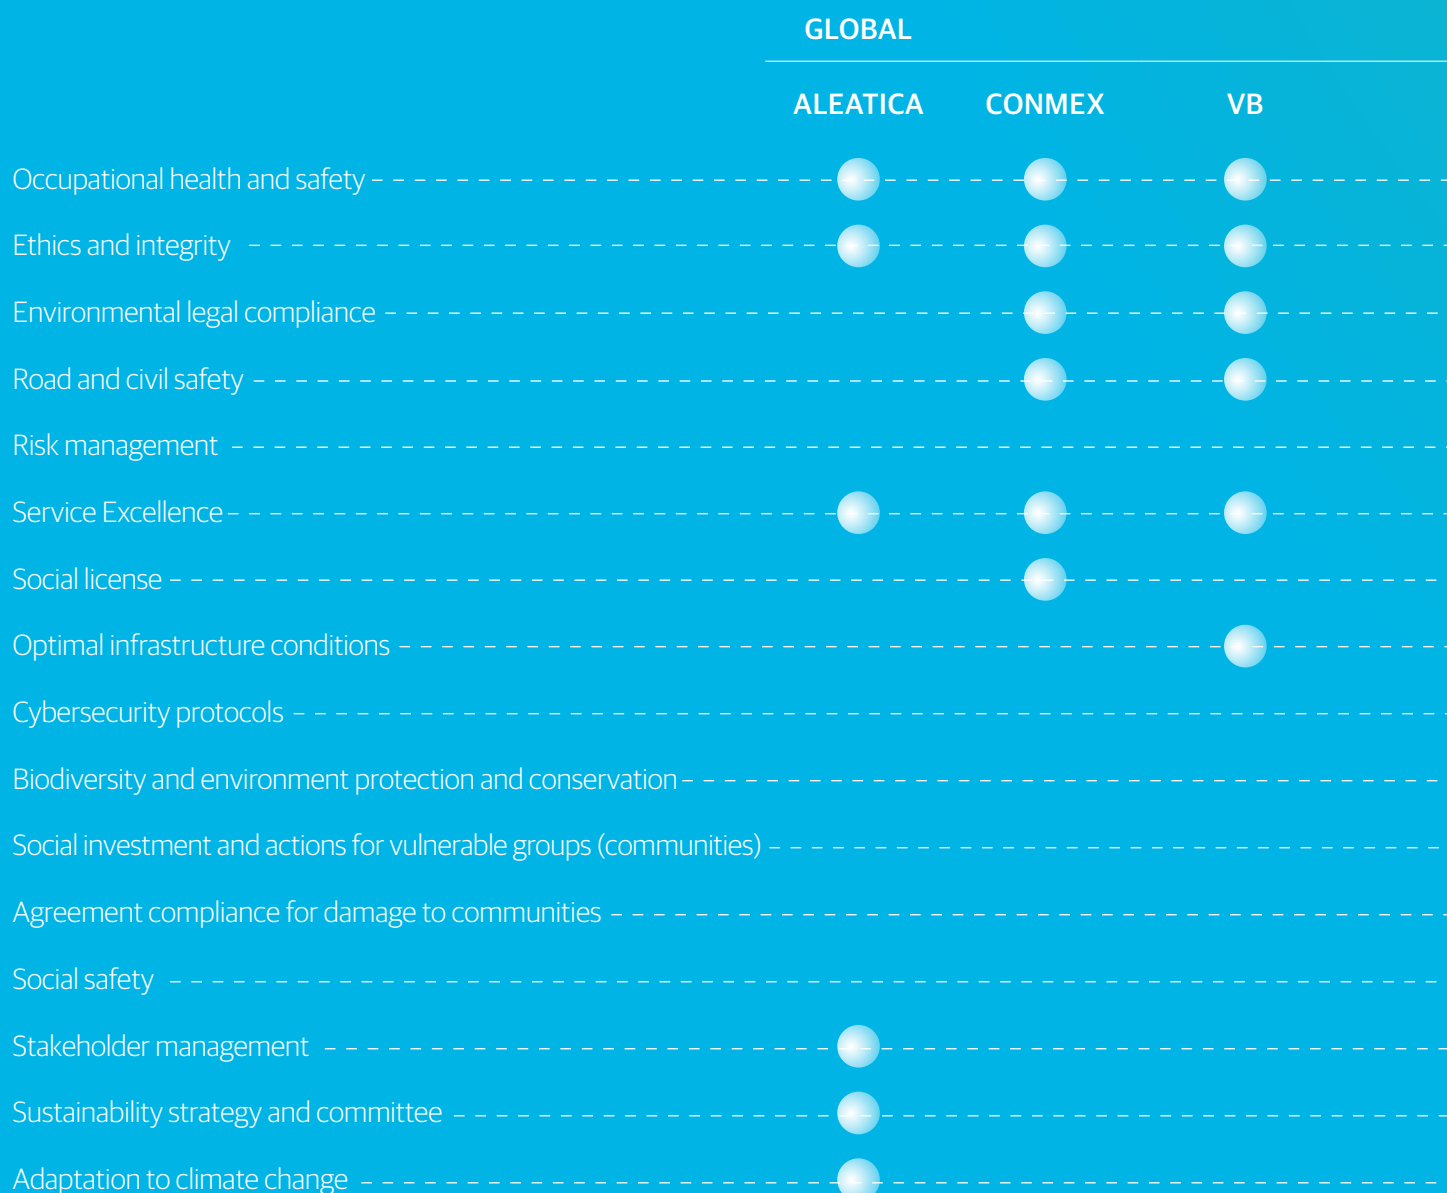 GLOBAL
ALEATICA CONMEX VB
Occupational health and safety
Ethics and integrity
Environmental legal compliance
Road and civil safety
Risk management
Service Excellence
Social license
Optimal infrastructure conditions
Cybersecurity protocols
Biodiversity and environment protection and conservation
Social investment and actions for vulnerable groups (communities)
Agreement compliance for damage to communities
Social safety
Stakeholder management
Sustainability strategy and committee
Adaptation to climate change